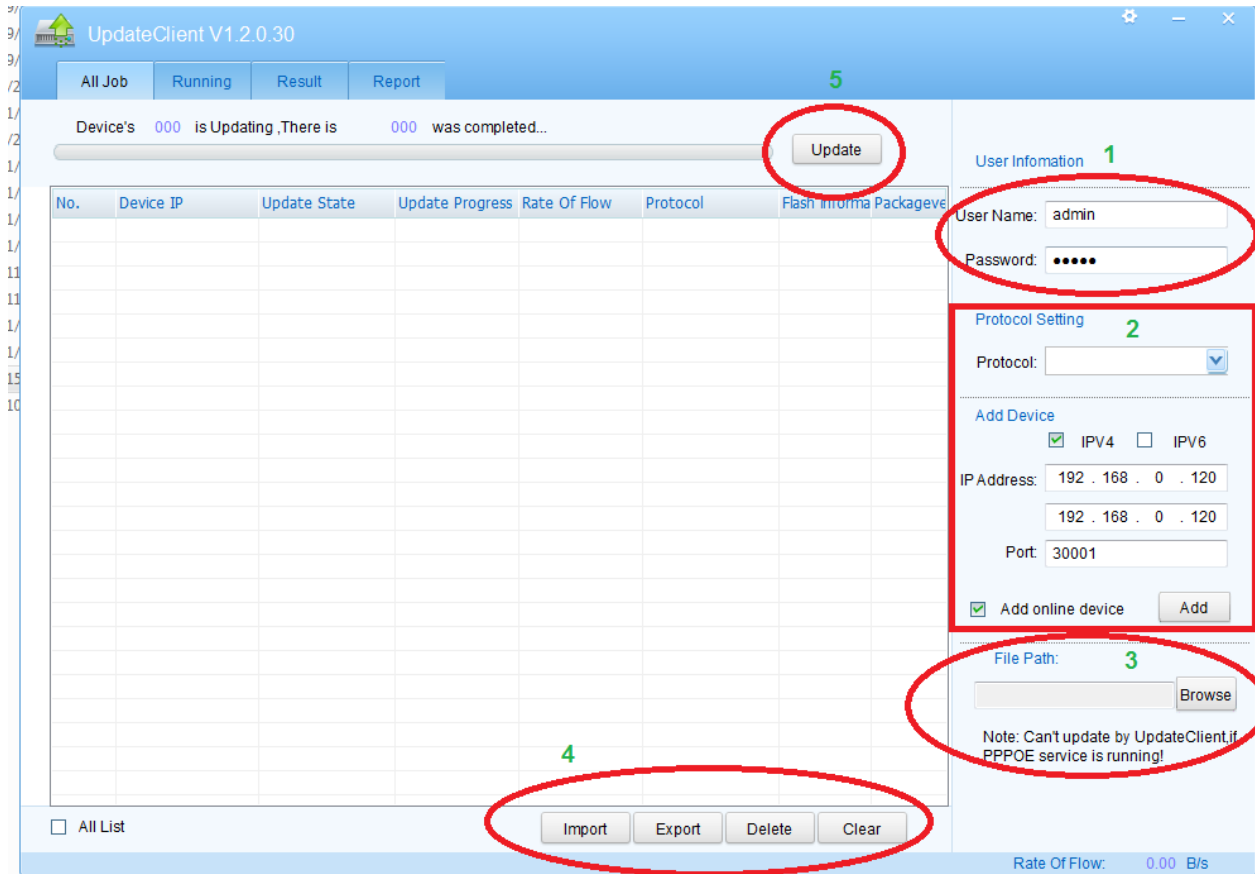 UpdateClient V1.2.0.30
All Job Running Result Report
5
Device's 000 is Updating ,There is 000 was completed...
Update
No. Device IP Update State Update Progress Rate Of Flow Protocol Flash Informa Packageve
User Infomation 1
User Name: admin
Password: •••••
Protocol Setting 2
Protocol:
Add Device
IPV4 IPV6
IP Address: 192 . 168 . 0 . 120
192 . 168 . 0 . 120
Port: 30001
Add online device Add
File Path: 3
Browse
Note: Can't update by UpdateClient,if
PPPOE service is running!
4
All List Import Export Delete Clear
Rate Of Flow: 0.00 B/s